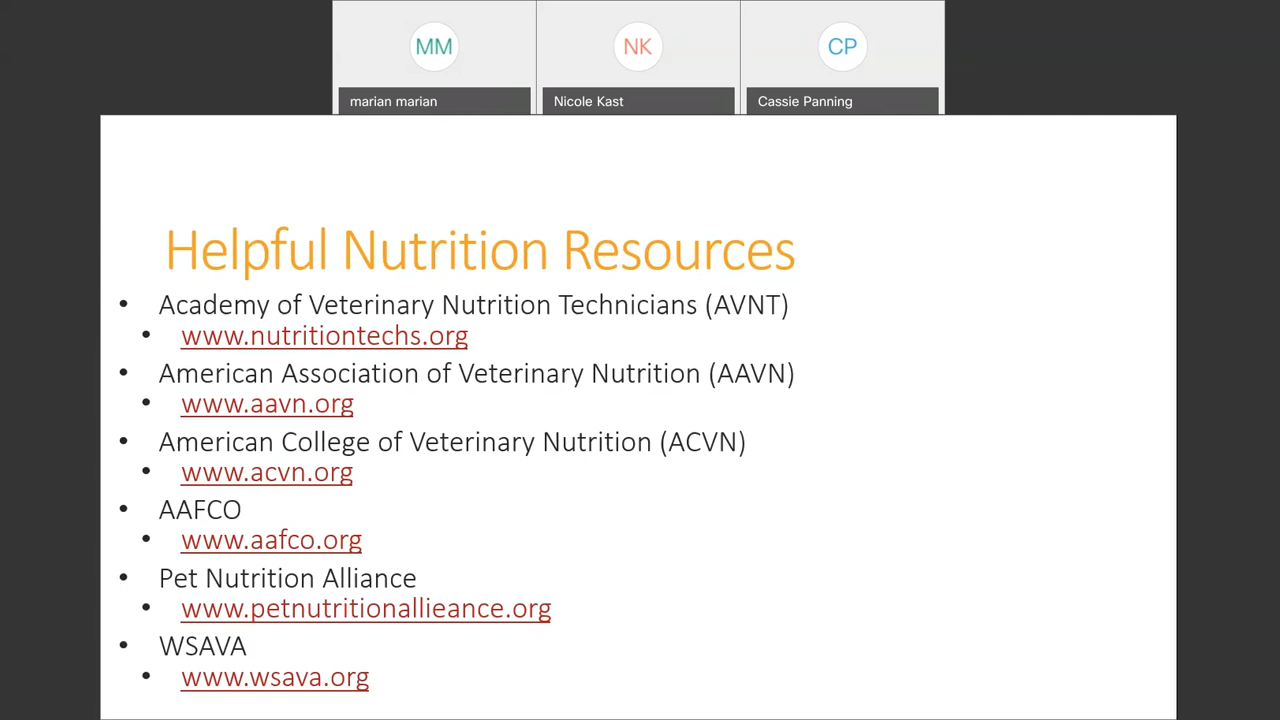 MM
NK
CP
marian marian
Nicole Kast
Cassie Panning
Helpful Nutrition Resources
• Academy of Veterinary Nutrition Technicians (AVNT)
• www.nutritiontechs.org
• American Association of Veterinary Nutrition (AAVN)
• www.aavn.org
• American College of Veterinary Nutrition (ACVN)
• www.acvn.org
• AAFCO
• www.aafco.org
• Pet Nutrition Alliance
• www.petnutritionallieance.org
• WSAVA
• www.wsava.org